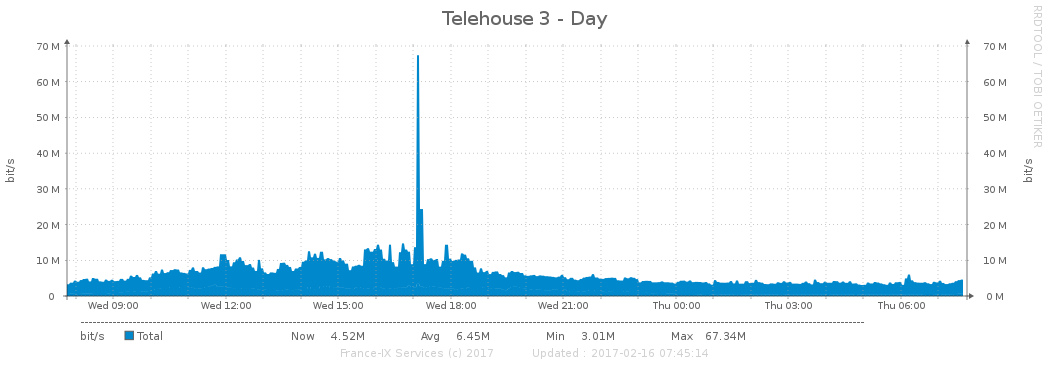 Telehouse 3 - Day
RRDTOOL / TOBI OETIKER
bit/s
bit/s
70 M 70 M
60 M 60 M
50 M 50 M
40 M 40 M
30 M 30 M
20 M 20 M
10 M 10 M
0 0 M
Wed 09:00 Wed 12:00 Wed 15:00 Wed 18:00 Wed 21:00 Thu 00:00 Thu 03:00 Thu 06:00
bit/s Total Now 4.52M Avg 6.45M Min 3.01M Max 67.34M
France-IX Services (c) 2017 Updated : 2017-02-16 07:45:14